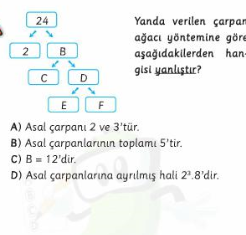 24
Yanda verilen çarpan
ağacı yöntemine göre
2 B
aşağıdakilerden han-
C D
gisi yanlıştır?
E F
A) Asal çarpanı 2 ve 3'tür.
B) Asal çarpanlarının toplamı 5'tir.
C) B = 12'dir.
D) Asal çarpanlarına ayrılmış hali 2³.8'dir.